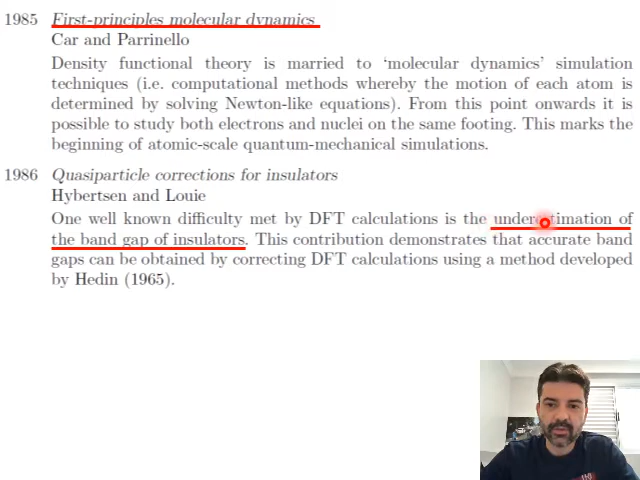 1985 First-principles molecular dynamics
Car and Parrinello
Density functional theory is married to ‘molecular dynamics’ simulation
techniques (i.e. computational methods whereby the motion of each atom is
determined by solving Newton-like equations). From this point onwards it is
possible to study both electrons and nuclei on the same footing. This marks the
beginning of atomic-scale quantum-mechanical simulations.
1986 Quasiparticle corrections for insulators
Hybertsen and Louie
One well known difficulty met by DFT calculations is the underestimation of
the band gap of insulators. This contribution demonstrates that accurate band
gaps can be obtained by correcting DFT calculations using a method developed
by Hedin (1965).